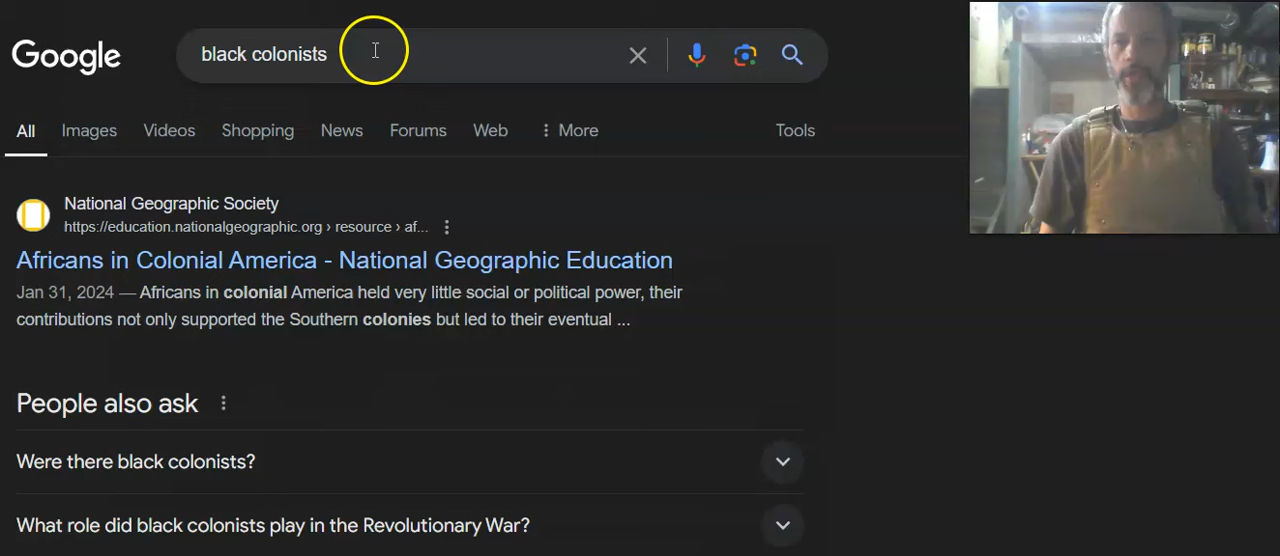 Google
black colonists
All Images Videos Shopping News Forums Web More Tools
National Geographic Society
https://education.nationalgeographic.org › resource › af...
Africans in Colonial America - National Geographic Education
Jan 31, 2024 — Africans in colonial America held very little social or political power, their
contributions not only supported the Southern colonies but led to their eventual ...
People also ask
Were there black colonists?
What role did black colonists play in the Revolutionary War?